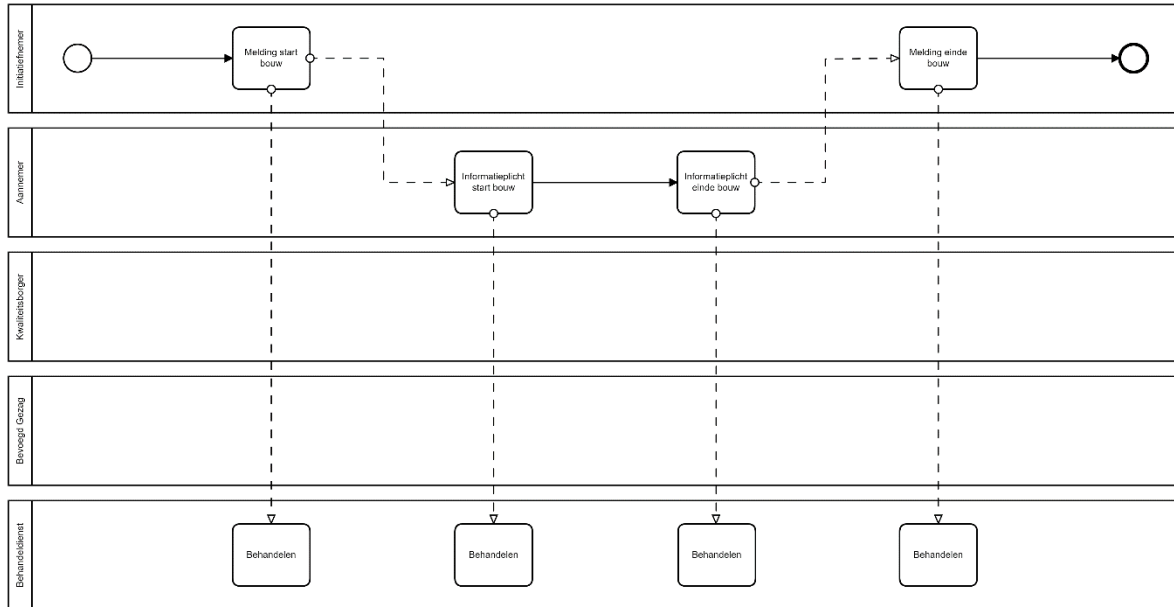 Initiatiefnemer
Melding start
bouw
Melding einde
bouw
Aannemer
Informatieplicht
start bouw
Informatieplicht
einde bouw
Kwaliteitsborger
Bevoegd Gezag
Behandeldienst
Behandelen
Behandelen
Behandelen
Behandelen